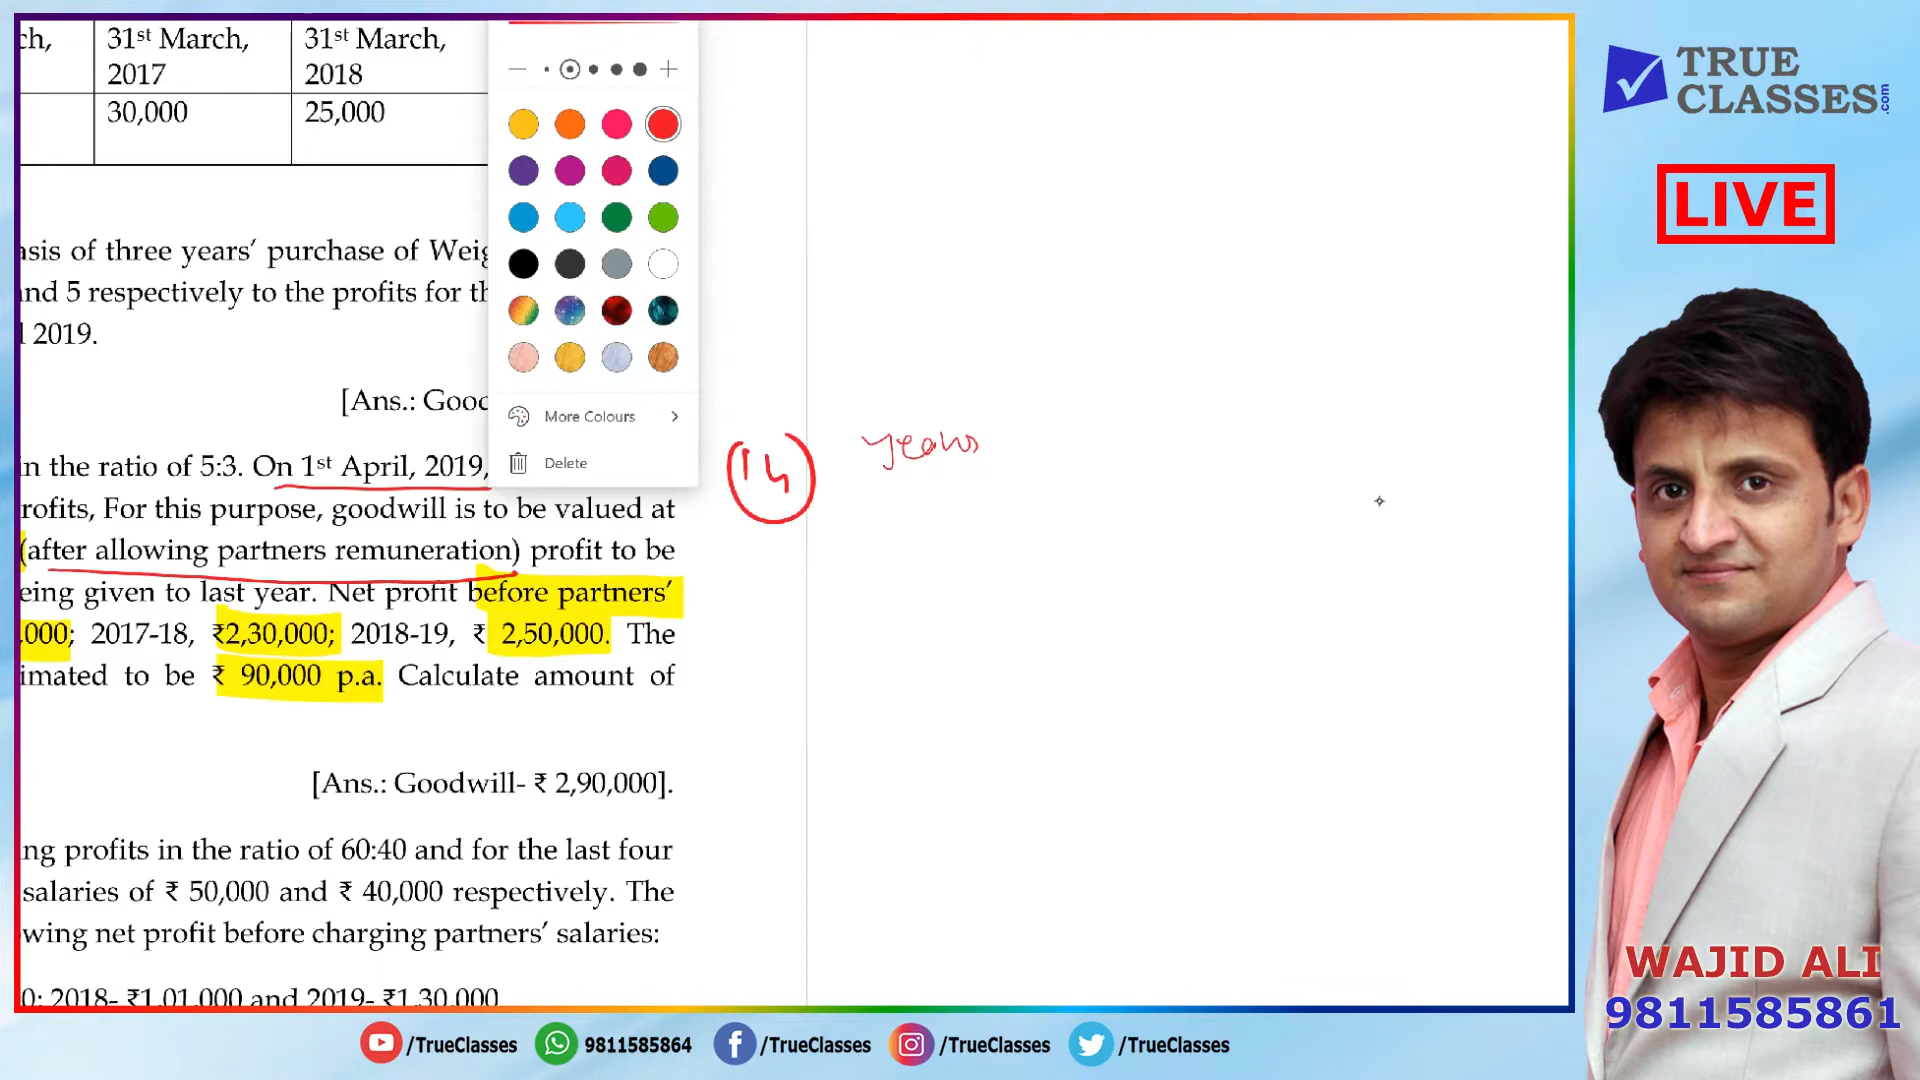 ch,
31st March,
2017
31st March,
2018
30,000
25,000
asis of three years' purchase of Weig
and 5 respectively to the profits for th
l 2019.
[Ans.: Good
in the ratio of 5:3. On 1st April, 2019,
rofits, For this purpose, goodwill is to be valued at
(after allowing partners remuneration) profit to be
eing given to last year. Net profit before partners'
,000; 2017-18, ₹2,30,000; 2018-19, ₹ 2,50,000. The
imated to be ₹ 90,000 p.a. Calculate amount of
[Ans.: Goodwill- ₹ 2,90,000].
ng profits in the ratio of 60:40 and for the last four
salaries of ₹ 50,000 and ₹ 40,000 respectively. The
owing net profit before charging partners' salaries:
0; 2018- ₹1,01,000 and 2019- ₹1,30,000
More Colours
Delete
14
years
TRUE
CLASSES.com
LIVE
WAJID ALI
9811585861
/TrueClasses
9811585864
/TrueClasses
/TrueClasses
/TrueClasses